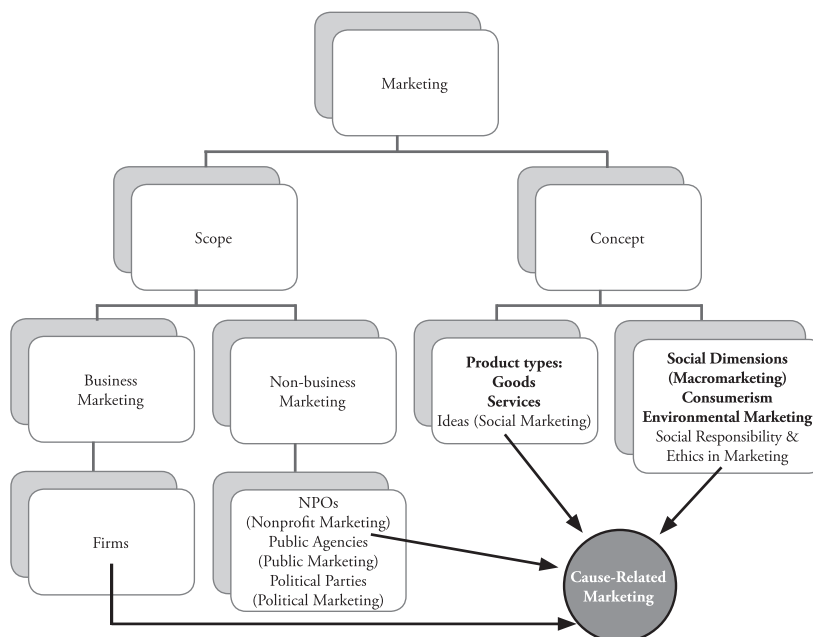 Marketing
Scope
Concept
Business
Marketing
Non-business
Marketing
Product types:
Goods
Services
Ideas (Social Marketing)
Social Dimensions
(Macromarketing)
Consumerism
Environmental Marketing
Social Responsibility &
Ethics in Marketing
Firms
NPOs
(Nonprofit Marketing)
Public Agencies
(Public Marketing)
Political Parties
(Political Marketing)
Cause-Related
Marketing